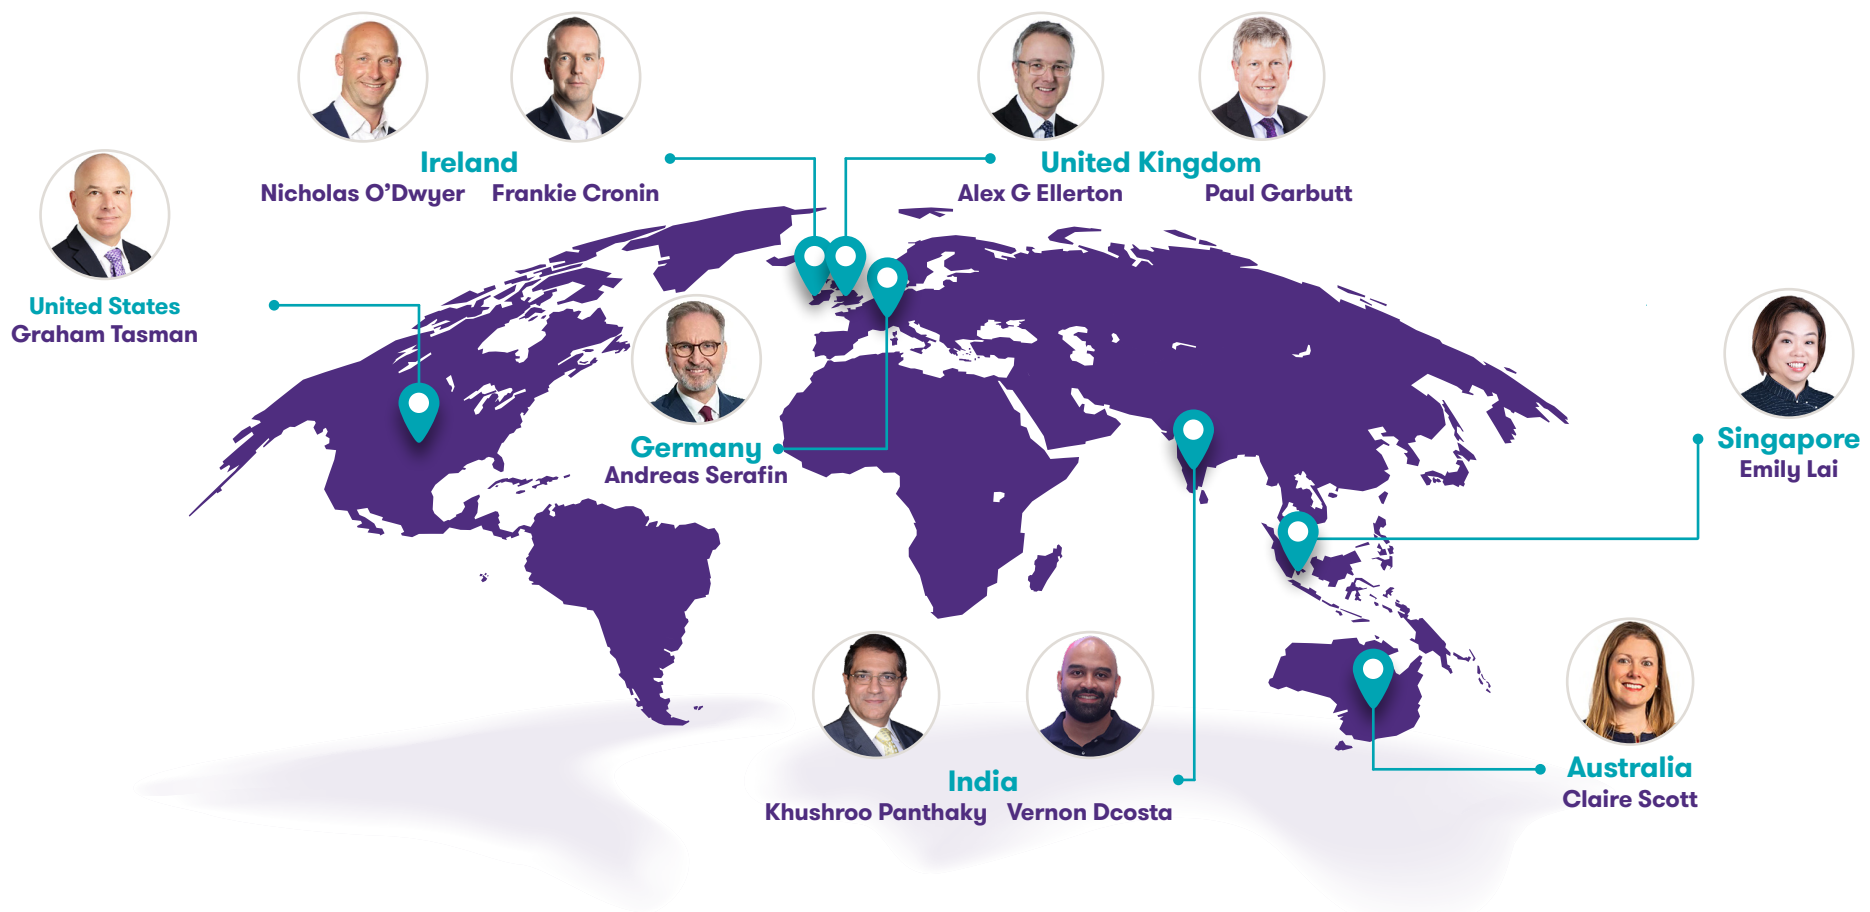 Ireland
Nicholas O’Dwyer Frankie Cronin
United Kingdom
Alex G Ellerton Paul Garbutt
United States
Graham Tasman
Germany
Andreas Serafin
Singapore
Emily Lai
India
Khushroo Panthaky Vernon Dcosta
Australia
Claire Scott